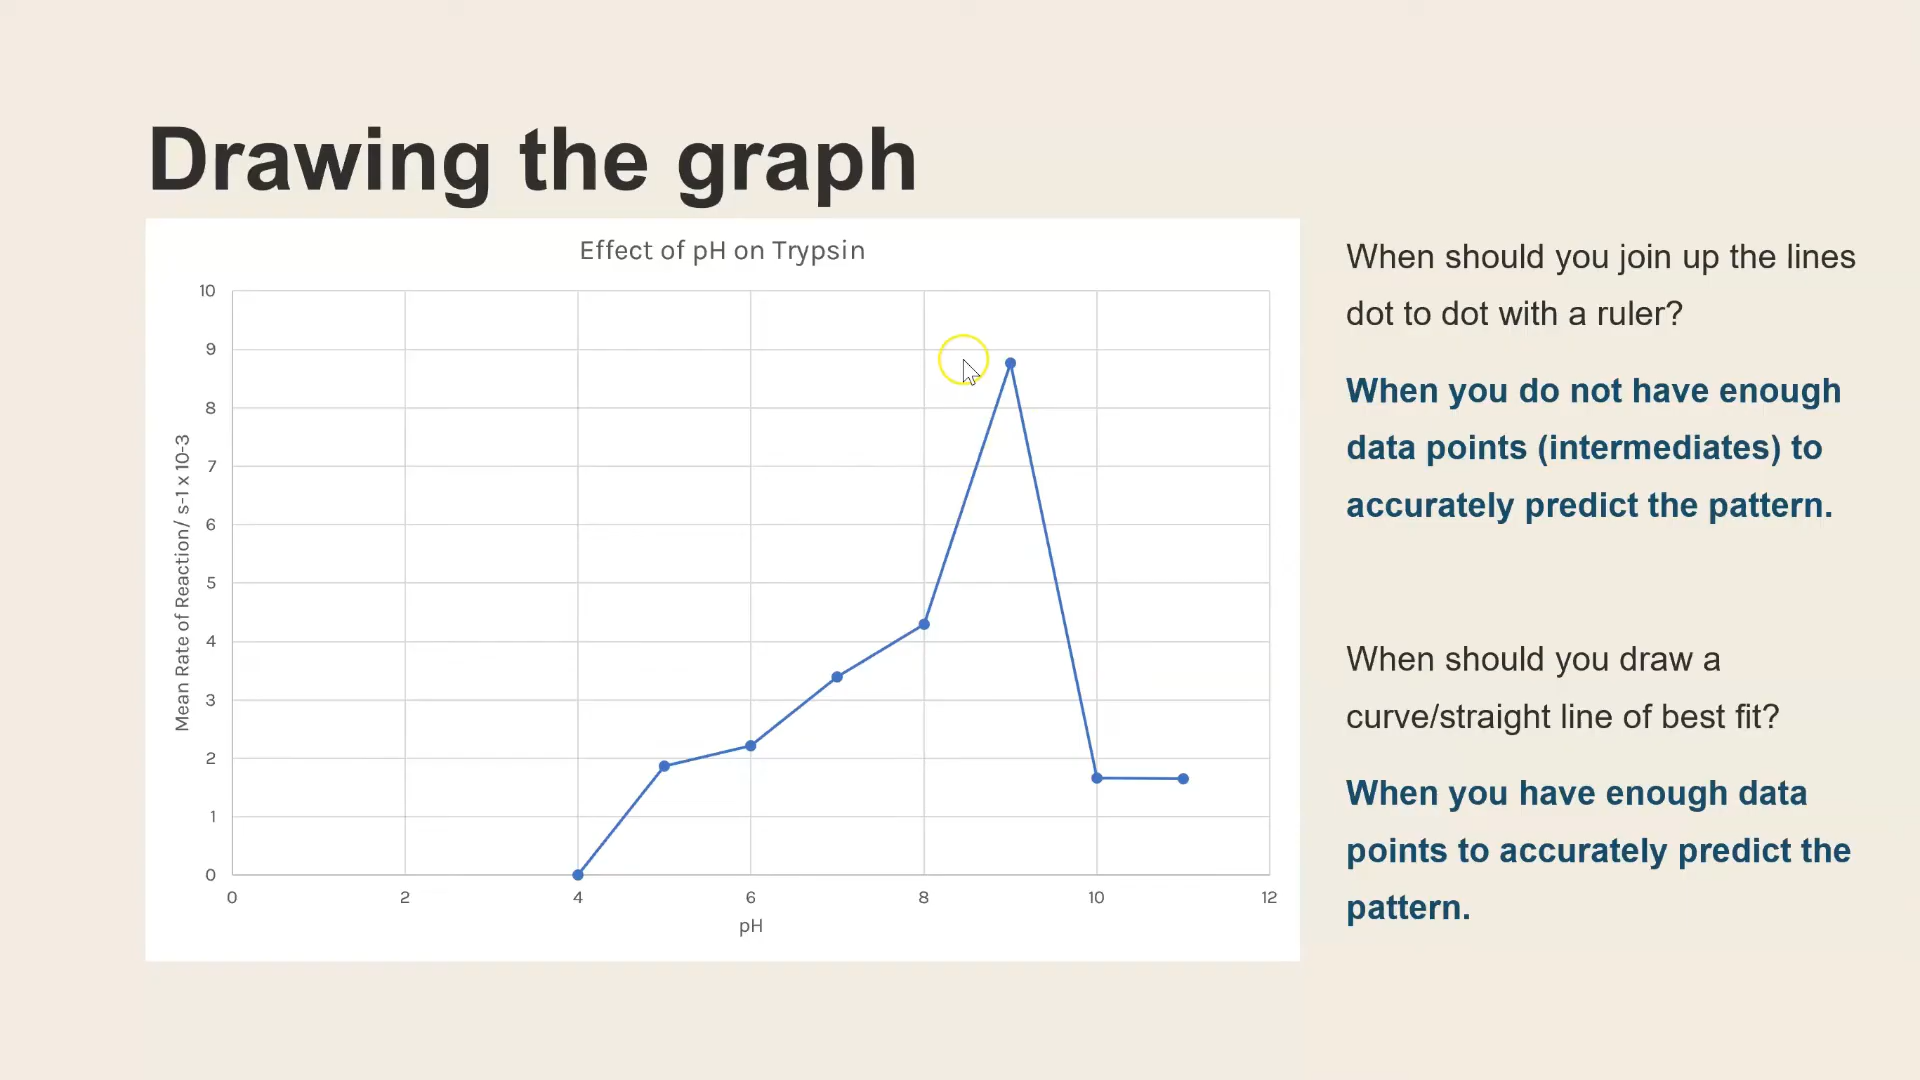 Drawing the graph
Effect of pH on Trypsin
10
9
8
7
6
5
4
3
2
1
0
Mean Rate of Reaction/ s-1 x 10-3
0 2 4 6 8 10 12
pH
When should you join up the lines
dot to dot with a ruler?
When you do not have enough
data points (intermediates) to
accurately predict the pattern.
When should you draw a
curve/straight line of best fit?
When you have enough data
points to accurately predict the
pattern.